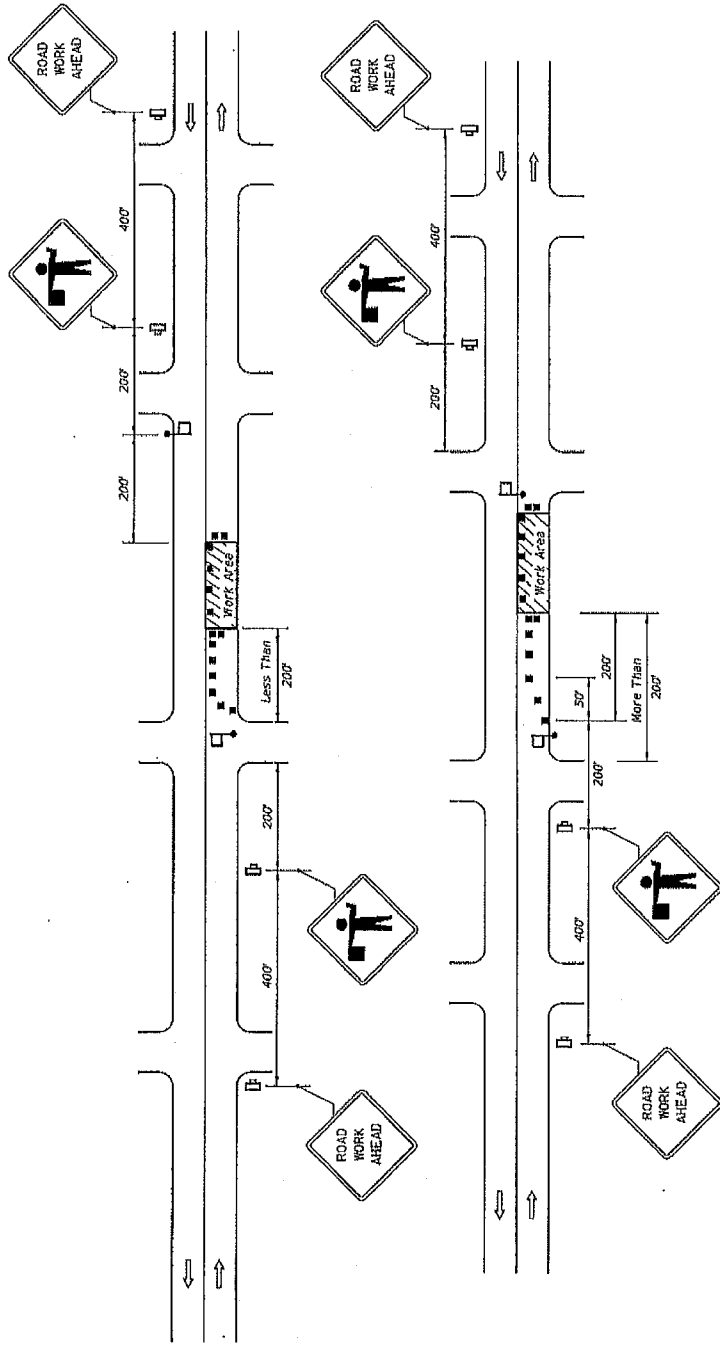 ROAD
WORK
AHEAD
400'
200'
200'
Work Area
Less Than
200'
200'
400'
ROAD
WORK
AHEAD
ROAD
WORK
AHEAD
400'
200'
Work Area
50'
200'
More Than
200'
200'
400'
ROAD
WORK
AHEAD